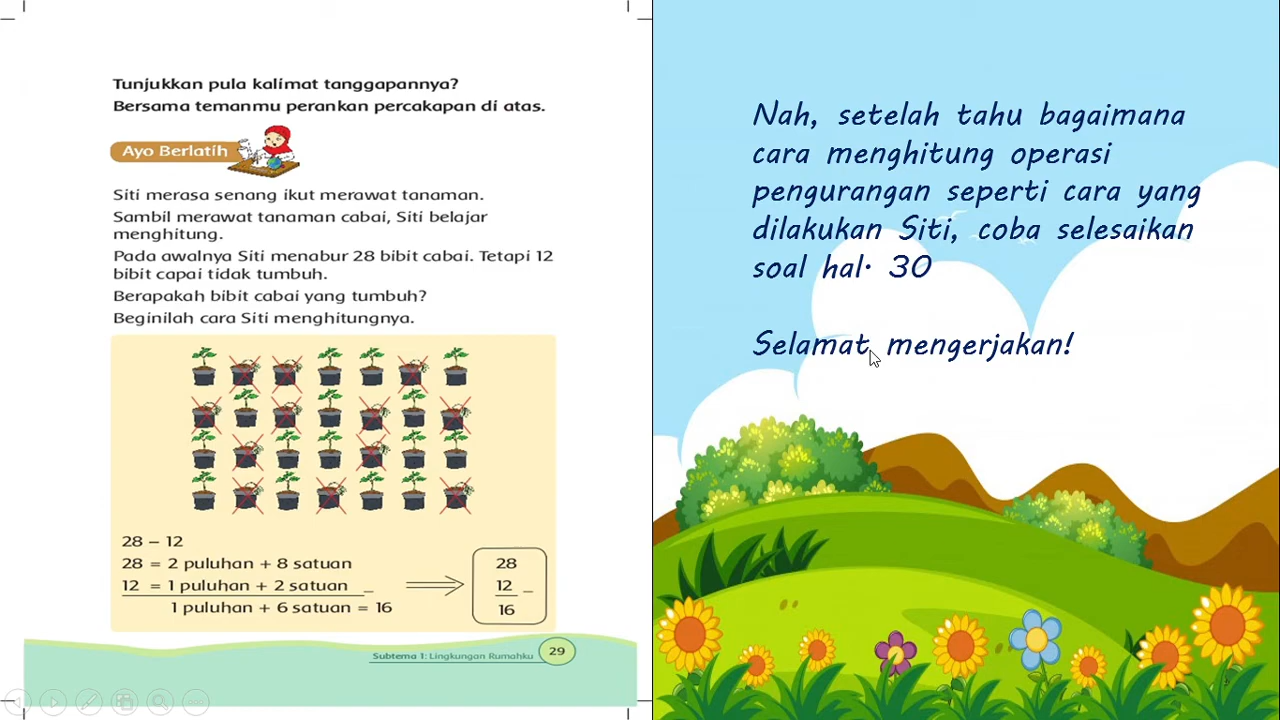 Tunjukkan pula kalimat tanggapannya?
Bersama temanmu perankan percakapan di atas.
Ayo Berlatih
Siti merasa senang ikut merawat tanaman.
Sambil merawat tanaman cabai, Siti belajar
menghitung.
Pada awalnya Siti menabur 28 bibit cabai. Tetapi 12
bibit capai tidak tumbuh.
Berapakah bibit cabai yang tumbuh?
Beginilah cara Siti menghitungnya.
28 – 12
28 = 2 puluhan + 8 satuan
12 = 1 puluhan + 2 satuan –
1 puluhan + 6 satuan = 16
28
12 –
16
Subtema 1: Lingkungan Rumahku 29
Nah, setelah tahu bagaimana
cara menghitung operasi
pengurangan seperti cara yang
dilakukan Siti, coba selesaikan
soal hal. 30
Selamat mengerjakan!